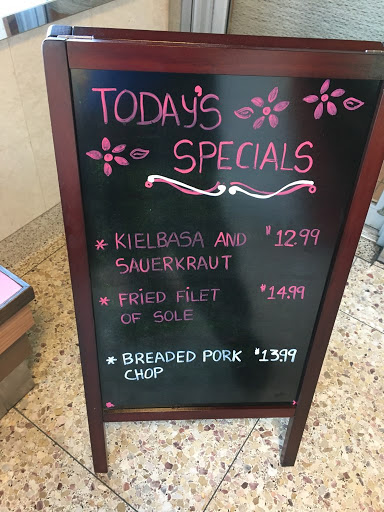 TODAY'S
SPECIALS
* KIELBASA AND $12.99
SAUERKRAUT
* FRIED FILET $14.99
OF SOLE
* BREADED PORK $13.99
CHOP